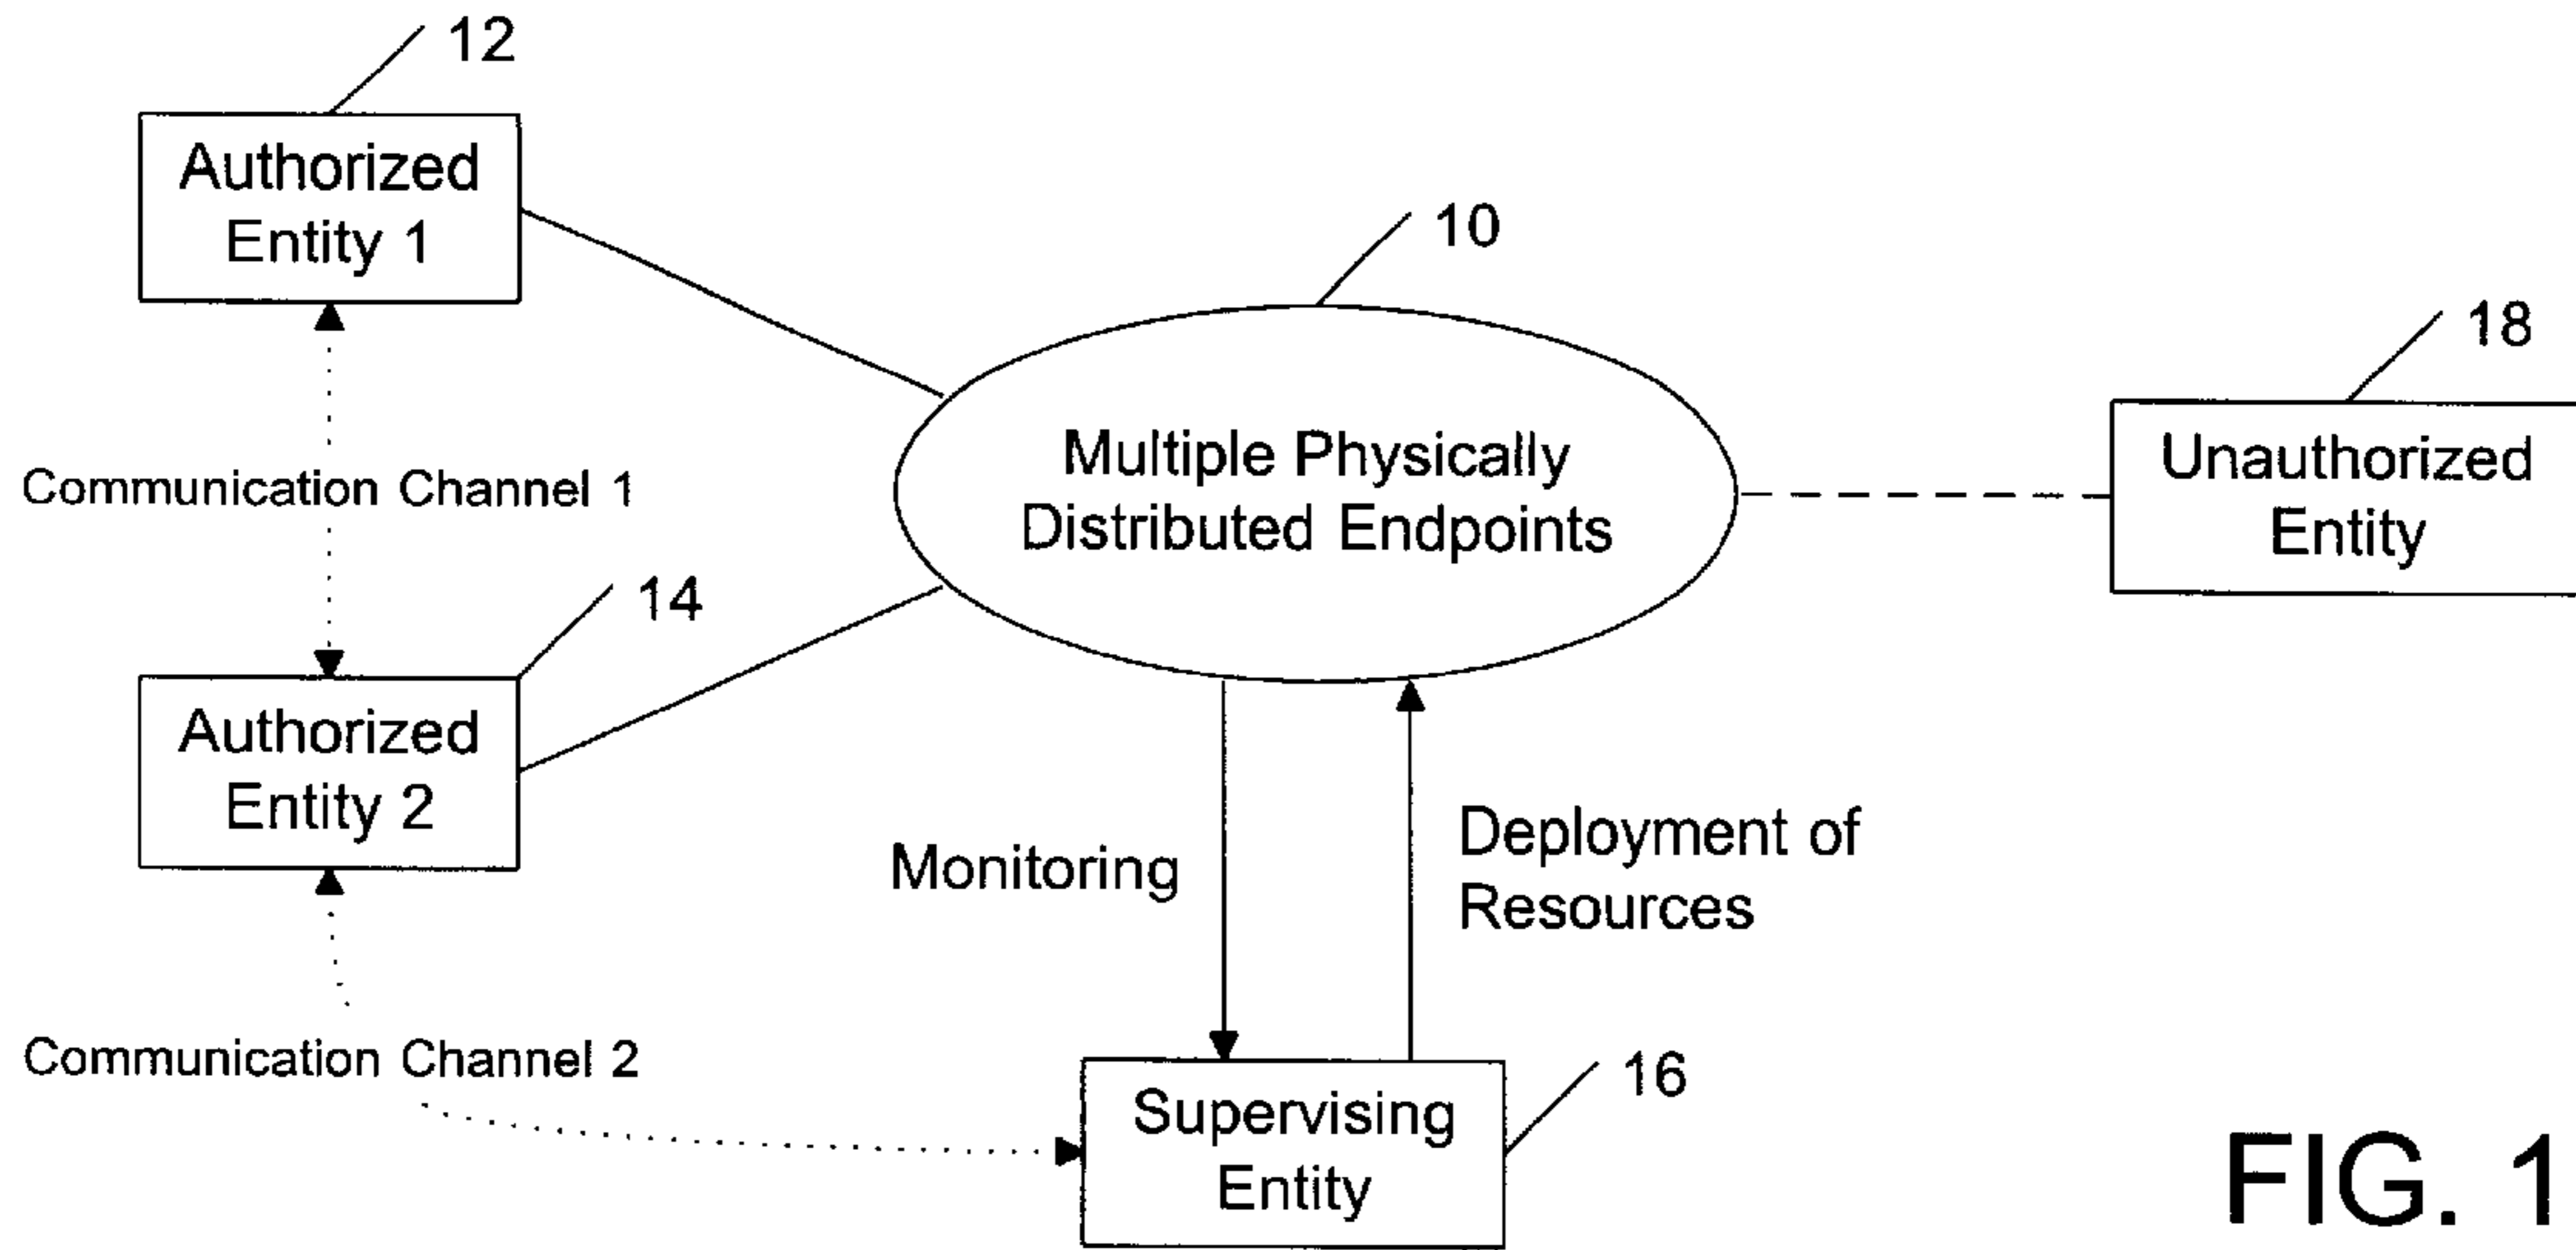 12
Authorized
Entity 1
10
18
Multiple Physically
Distributed Endpoints
Unauthorized
Entity
Communication Channel 1
14
Authorized
Entity 2
Monitoring
Deployment of
Resources
Communication Channel 2
16
Supervising
Entity
FIG. 1